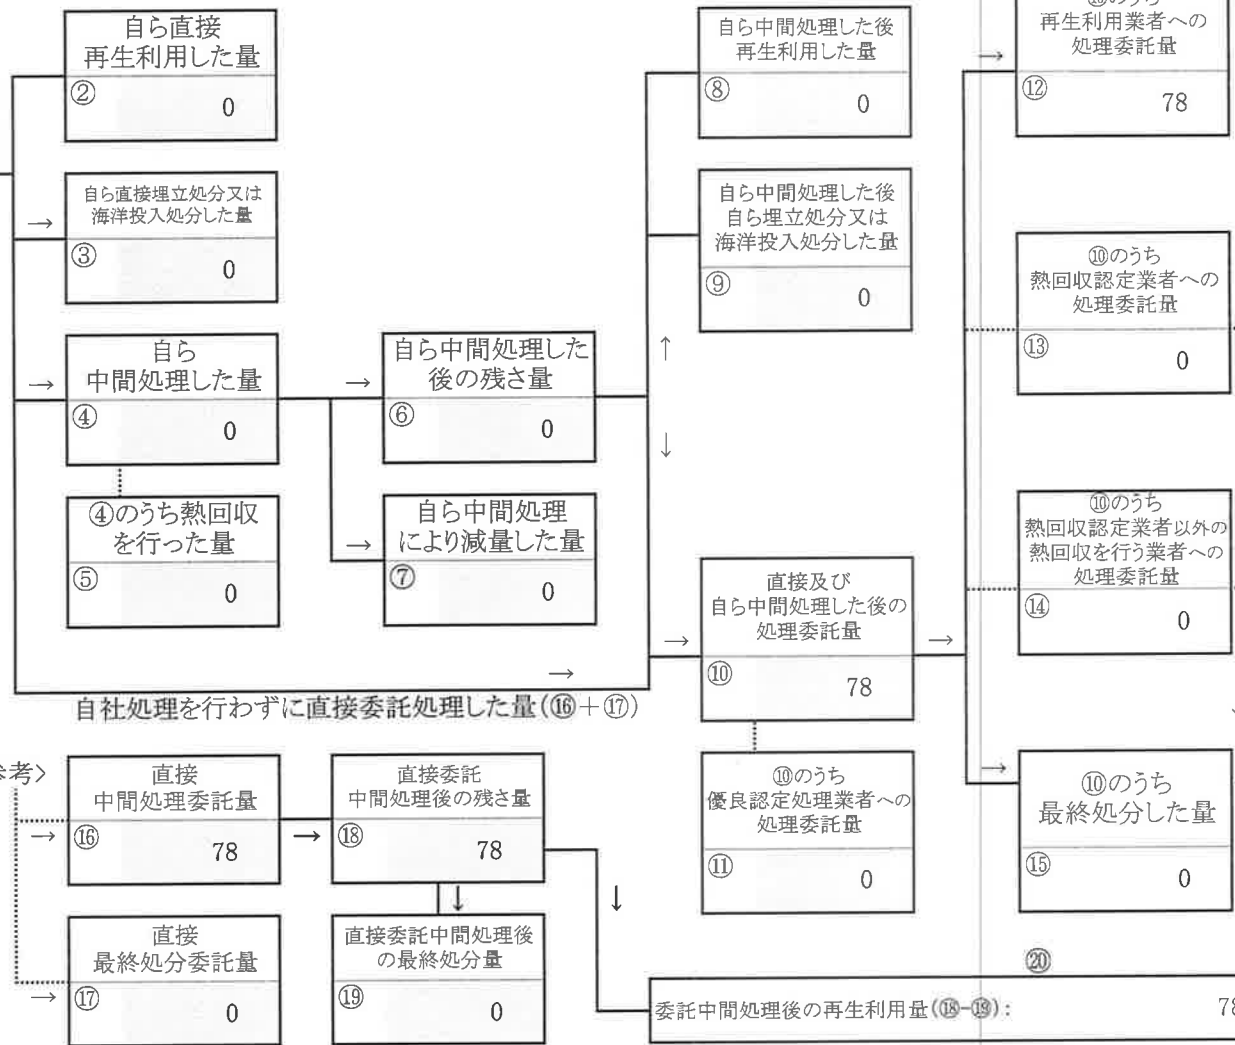 自ら直接
再生利用した量
②
0
自ら直接埋立処分又は
海洋投入処分した量
→
③
0
自ら
中間処理した量
→
④
0
④のうち熱回収
を行った量
⑤
0
自ら中間処理した
後の残さ量
→
⑥
0
自ら中間処理
により減量した量
→
⑦
0
自ら中間処理した後
再生利用した量
⑧
0
自ら中間処理した後
自ら埋立処分又は
海洋投入処分した量
⑨
0
↑
↓
直接及び
自ら中間処理した後の
処理委託量
→
⑩
78
→
⑩のうち
優良認定処理業者への
処理委託量
⑪
0
再生利用業者への
処理委託量
→
⑫
78
⑩のうち
熱回収認定業者への
処理委託量
⑬
0
⑩のうち
熱回収認定業者以外の
熱回収を行う業者への
処理委託量
⑭
0
⑩のうち
最終処分した量
→
⑮
0
→
自社処理を行わずに直接委託処理した量(⑯+⑰)
考>
直接
中間処理委託量
→
⑯
78
→
直接委託
中間処理後の残さ量
⑱
78
↓
↓
直接
最終処分委託量
→
⑰
0
直接委託中間処理後
の最終処分量
⑲
0
⑳
委託中間処理後の再生利用量(⑱-⑲):
78